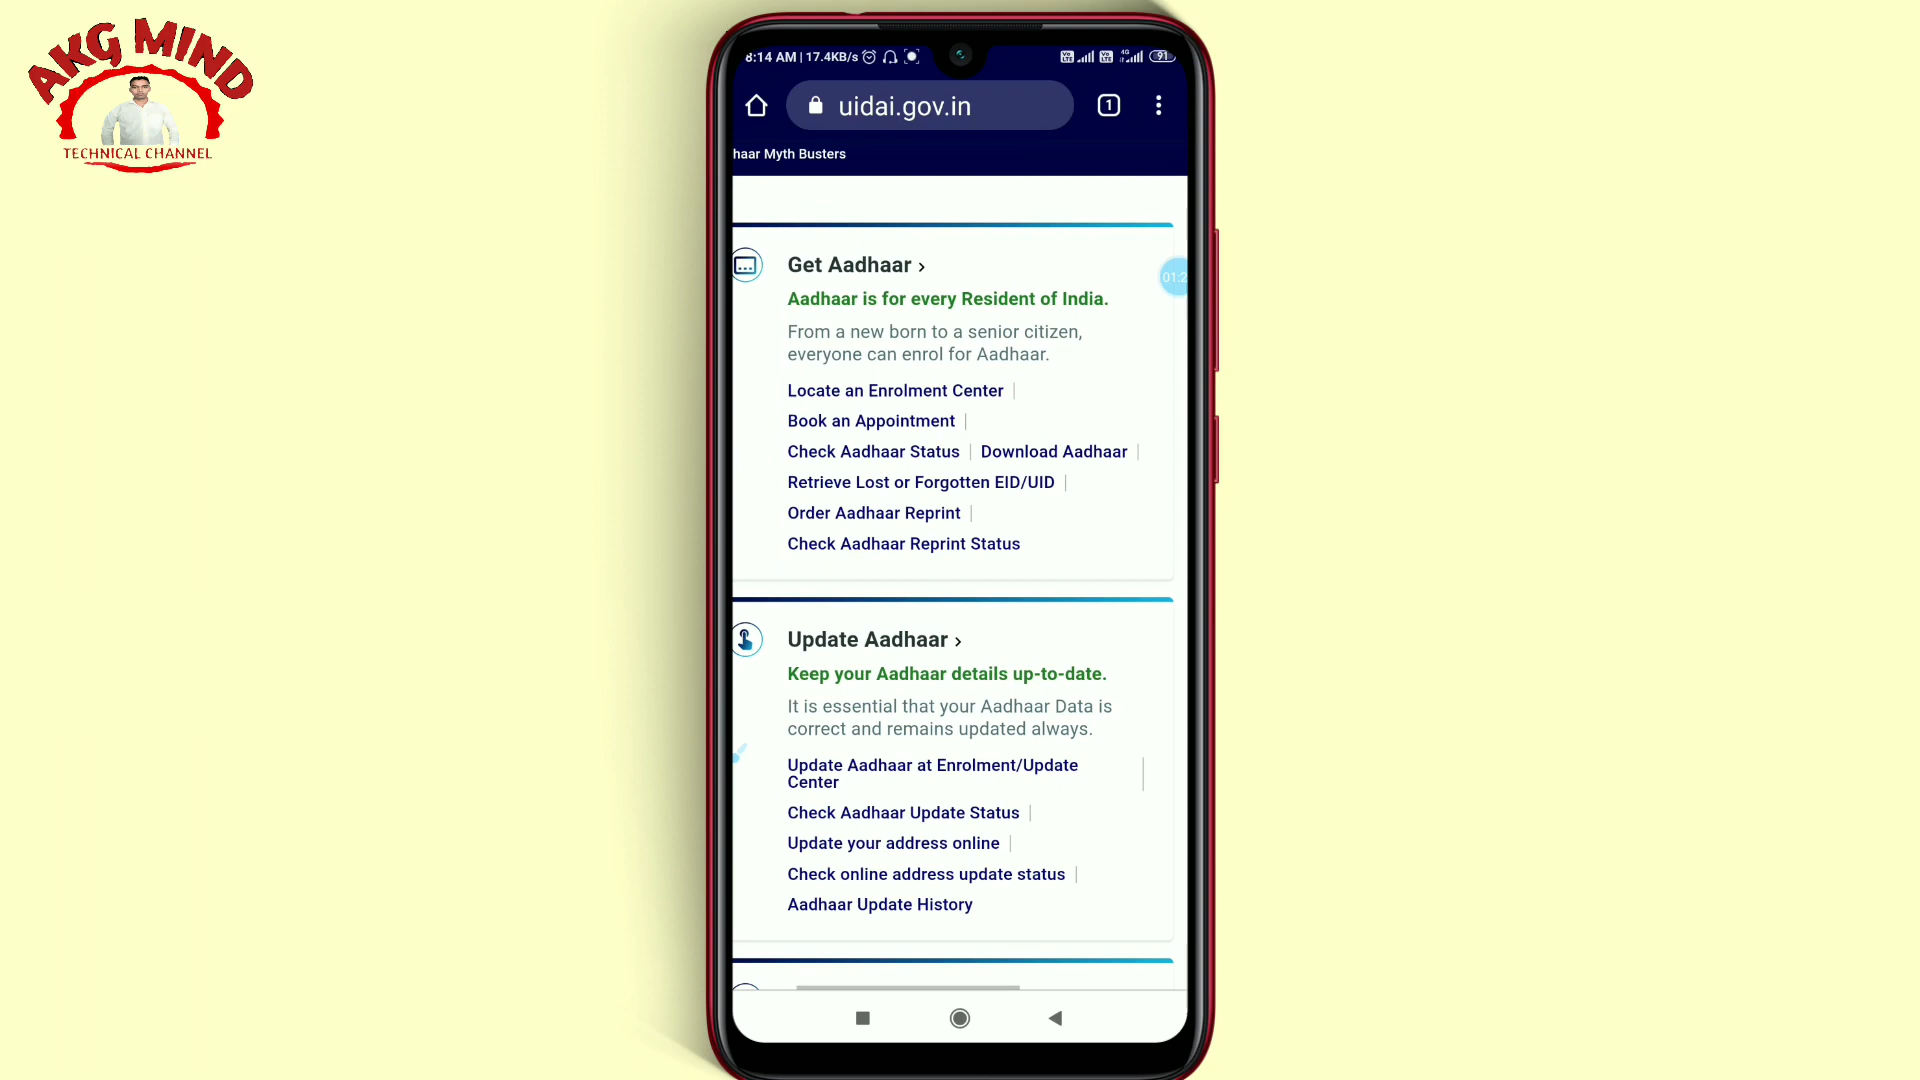 AKG MIND
TECHNICAL CHANNEL
8:14 AM | 17.4KB/s
4G
91
uidai.gov.in
1
haar Myth Busters
Get Aadhaar ›
01:2
Aadhaar is for every Resident of India.
From a new born to a senior citizen,
everyone can enrol for Aadhaar.
Locate an Enrolment Center |
Book an Appointment |
Check Aadhaar Status | Download Aadhaar |
Retrieve Lost or Forgotten EID/UID |
Order Aadhaar Reprint |
Check Aadhaar Reprint Status
Update Aadhaar ›
Keep your Aadhaar details up-to-date.
It is essential that your Aadhaar Data is
correct and remains updated always.
Update Aadhaar at Enrolment/Update
Center |
Check Aadhaar Update Status |
Update your address online |
Check online address update status |
Aadhaar Update History